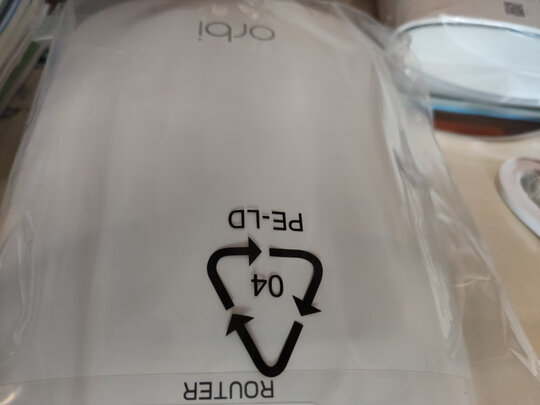 ROUTER
04
PE-LD
orbi